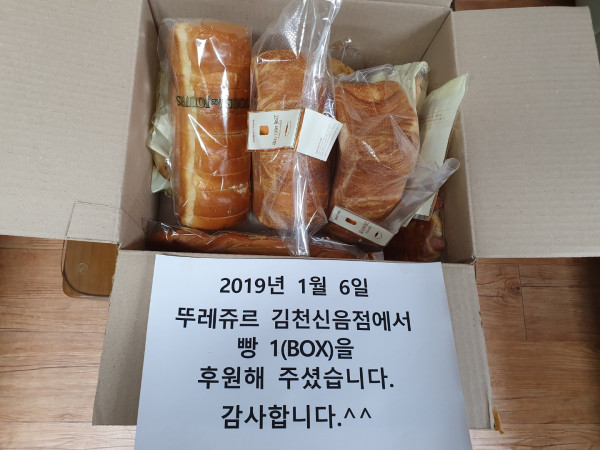 2019년 1월 6일
뚜레쥬르 김천신음점에서
빵 1(BOX)을
후원해 주셨습니다.
감사합니다.^^